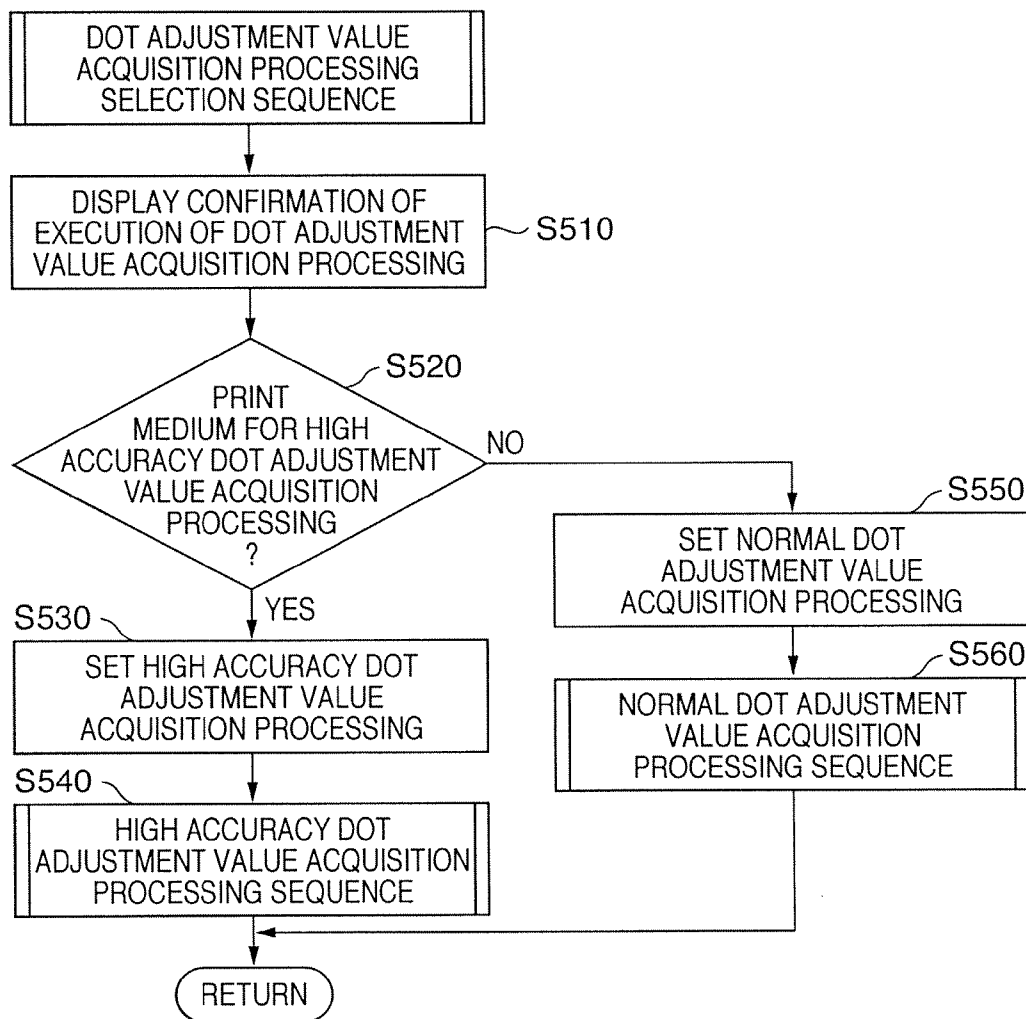 DOT ADJUSTMENT VALUE
ACQUISITION PROCESSING
SELECTION SEQUENCE
DISPLAY CONFIRMATION OF
EXECUTION OF DOT ADJUSTMENT
VALUE ACQUISITION PROCESSING
S510
S520
PRINT
MEDIUM FOR HIGH
ACCURACY DOT ADJUSTMENT
VALUE ACQUISITION
PROCESSING
?
NO
YES
S530
SET HIGH ACCURACY DOT
ADJUSTMENT VALUE
ACQUISITION PROCESSING
S540
HIGH ACCURACY DOT
ADJUSTMENT VALUE ACQUISITION
PROCESSING SEQUENCE
S550
SET NORMAL DOT
ADJUSTMENT VALUE
ACQUISITION PROCESSING
S560
NORMAL DOT ADJUSTMENT
VALUE ACQUISITION
PROCESSING SEQUENCE
RETURN